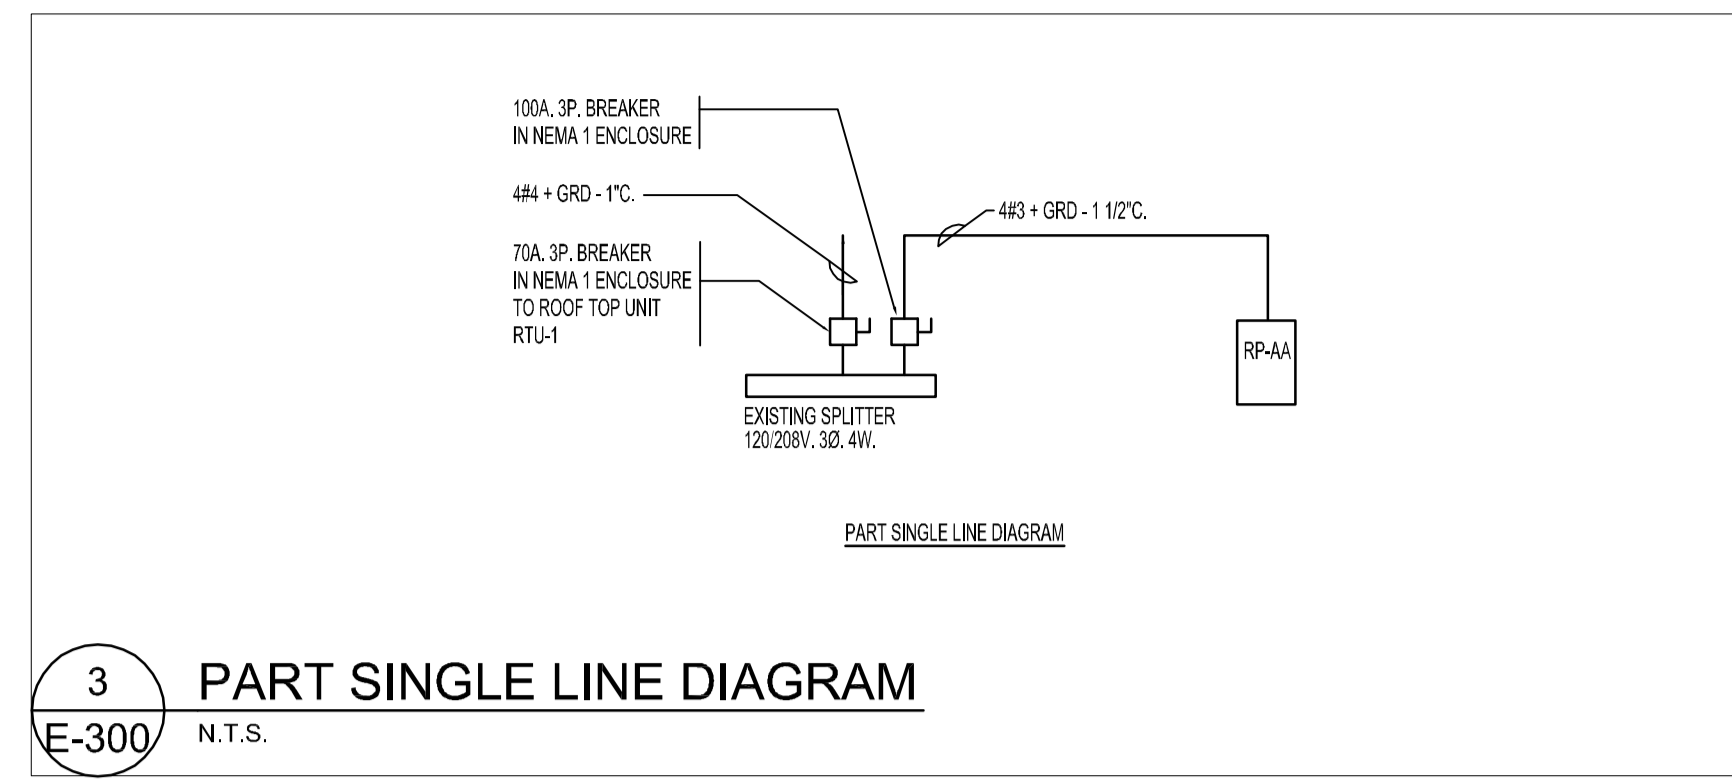 100A. 3P. BREAKER
IN NEMA 1 ENCLOSURE
4#4 + GRD - 1"C.
70A. 3P. BREAKER
IN NEMA 1 ENCLOSURE
TO ROOF TOP UNIT
RTU-1
4#3 + GRD - 1 1/2"C.
RP-AA
EXISTING SPLITTER
120/208V. 3Ø. 4W.
PART SINGLE LINE DIAGRAM
3
E-300
PART SINGLE LINE DIAGRAM
N.T.S.